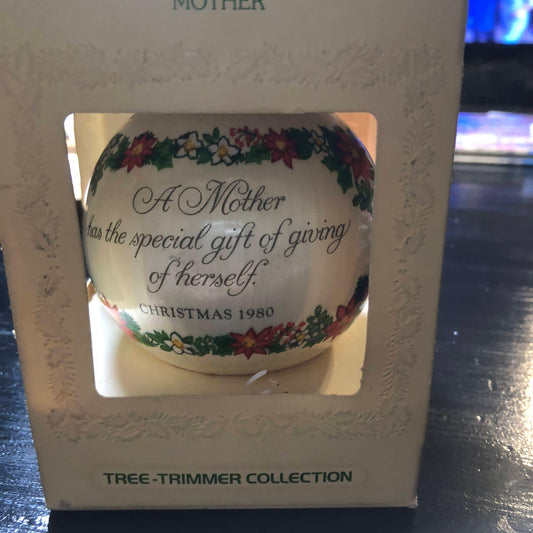 MOTHER
A Mother
has the special gift of giving
of herself.
CHRISTMAS 1980
TREE-TRIMMER COLLECTION